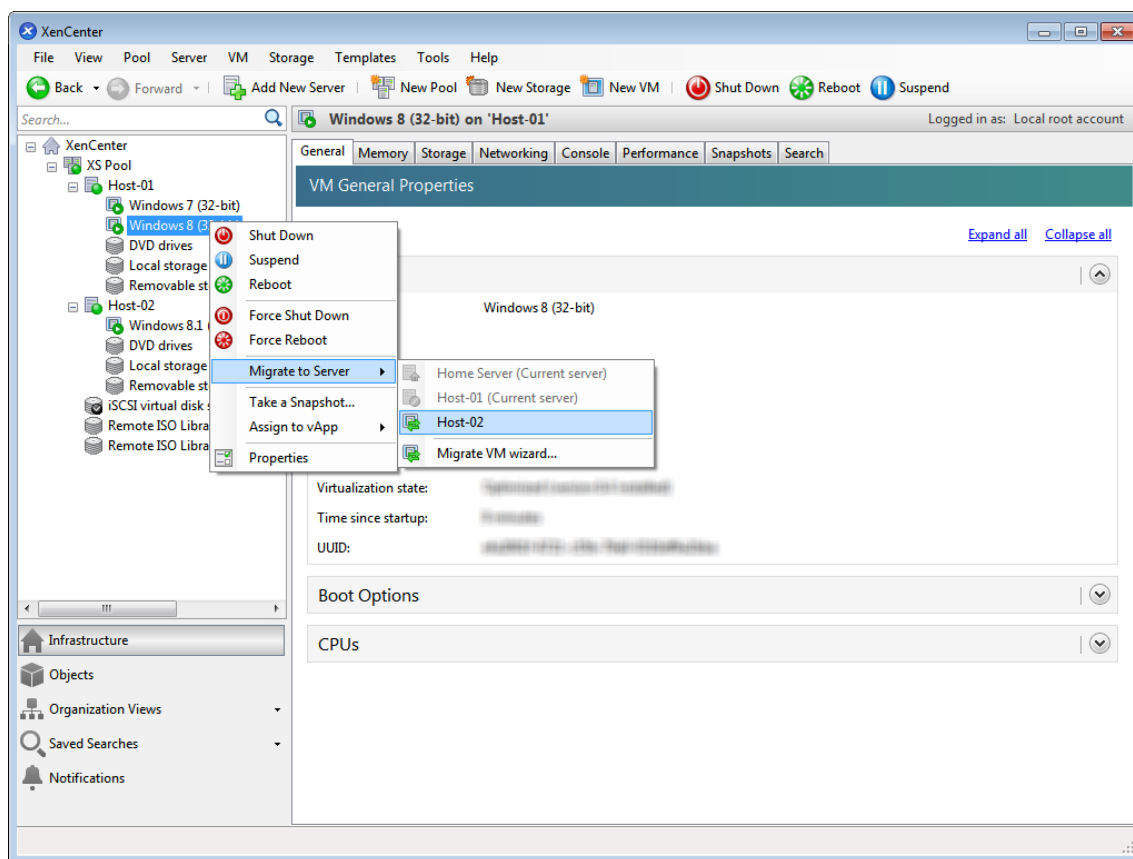 XenCenter
File View Pool Server VM Storage Templates Tools Help
Back Forward Add New Server New Pool New Storage New VM Shut Down Reboot Suspend
Search...
Windows 8 (32-bit) on 'Host-01' Logged in as: Local root account
XenCenter
XS Pool
Host-01
Windows 7 (32-bit)
Windows 8
DVD drives
Local storage
Removable
Host-02
Windows 8.1
DVD drives
Local storage
Removable
iSCSI virtual disk
Remote ISO
Remote ISO
General Memory Storage Networking Console Performance Snapshots Search
VM General Properties
Expand all Collapse all
Windows 8 (32-bit)
Shut Down
Suspend
Reboot
Force Shut Down
Force Reboot
Migrate to Server
Take a Snapshot...
Assign to vApp
Properties
Home Server (Current server)
Host-01 (Current server)
Host-02
Migrate VM wizard...
Virtualization state:
Time since startup:
UUID:
Boot Options
CPUs
Infrastructure
Objects
Organization Views
Saved Searches
Notifications